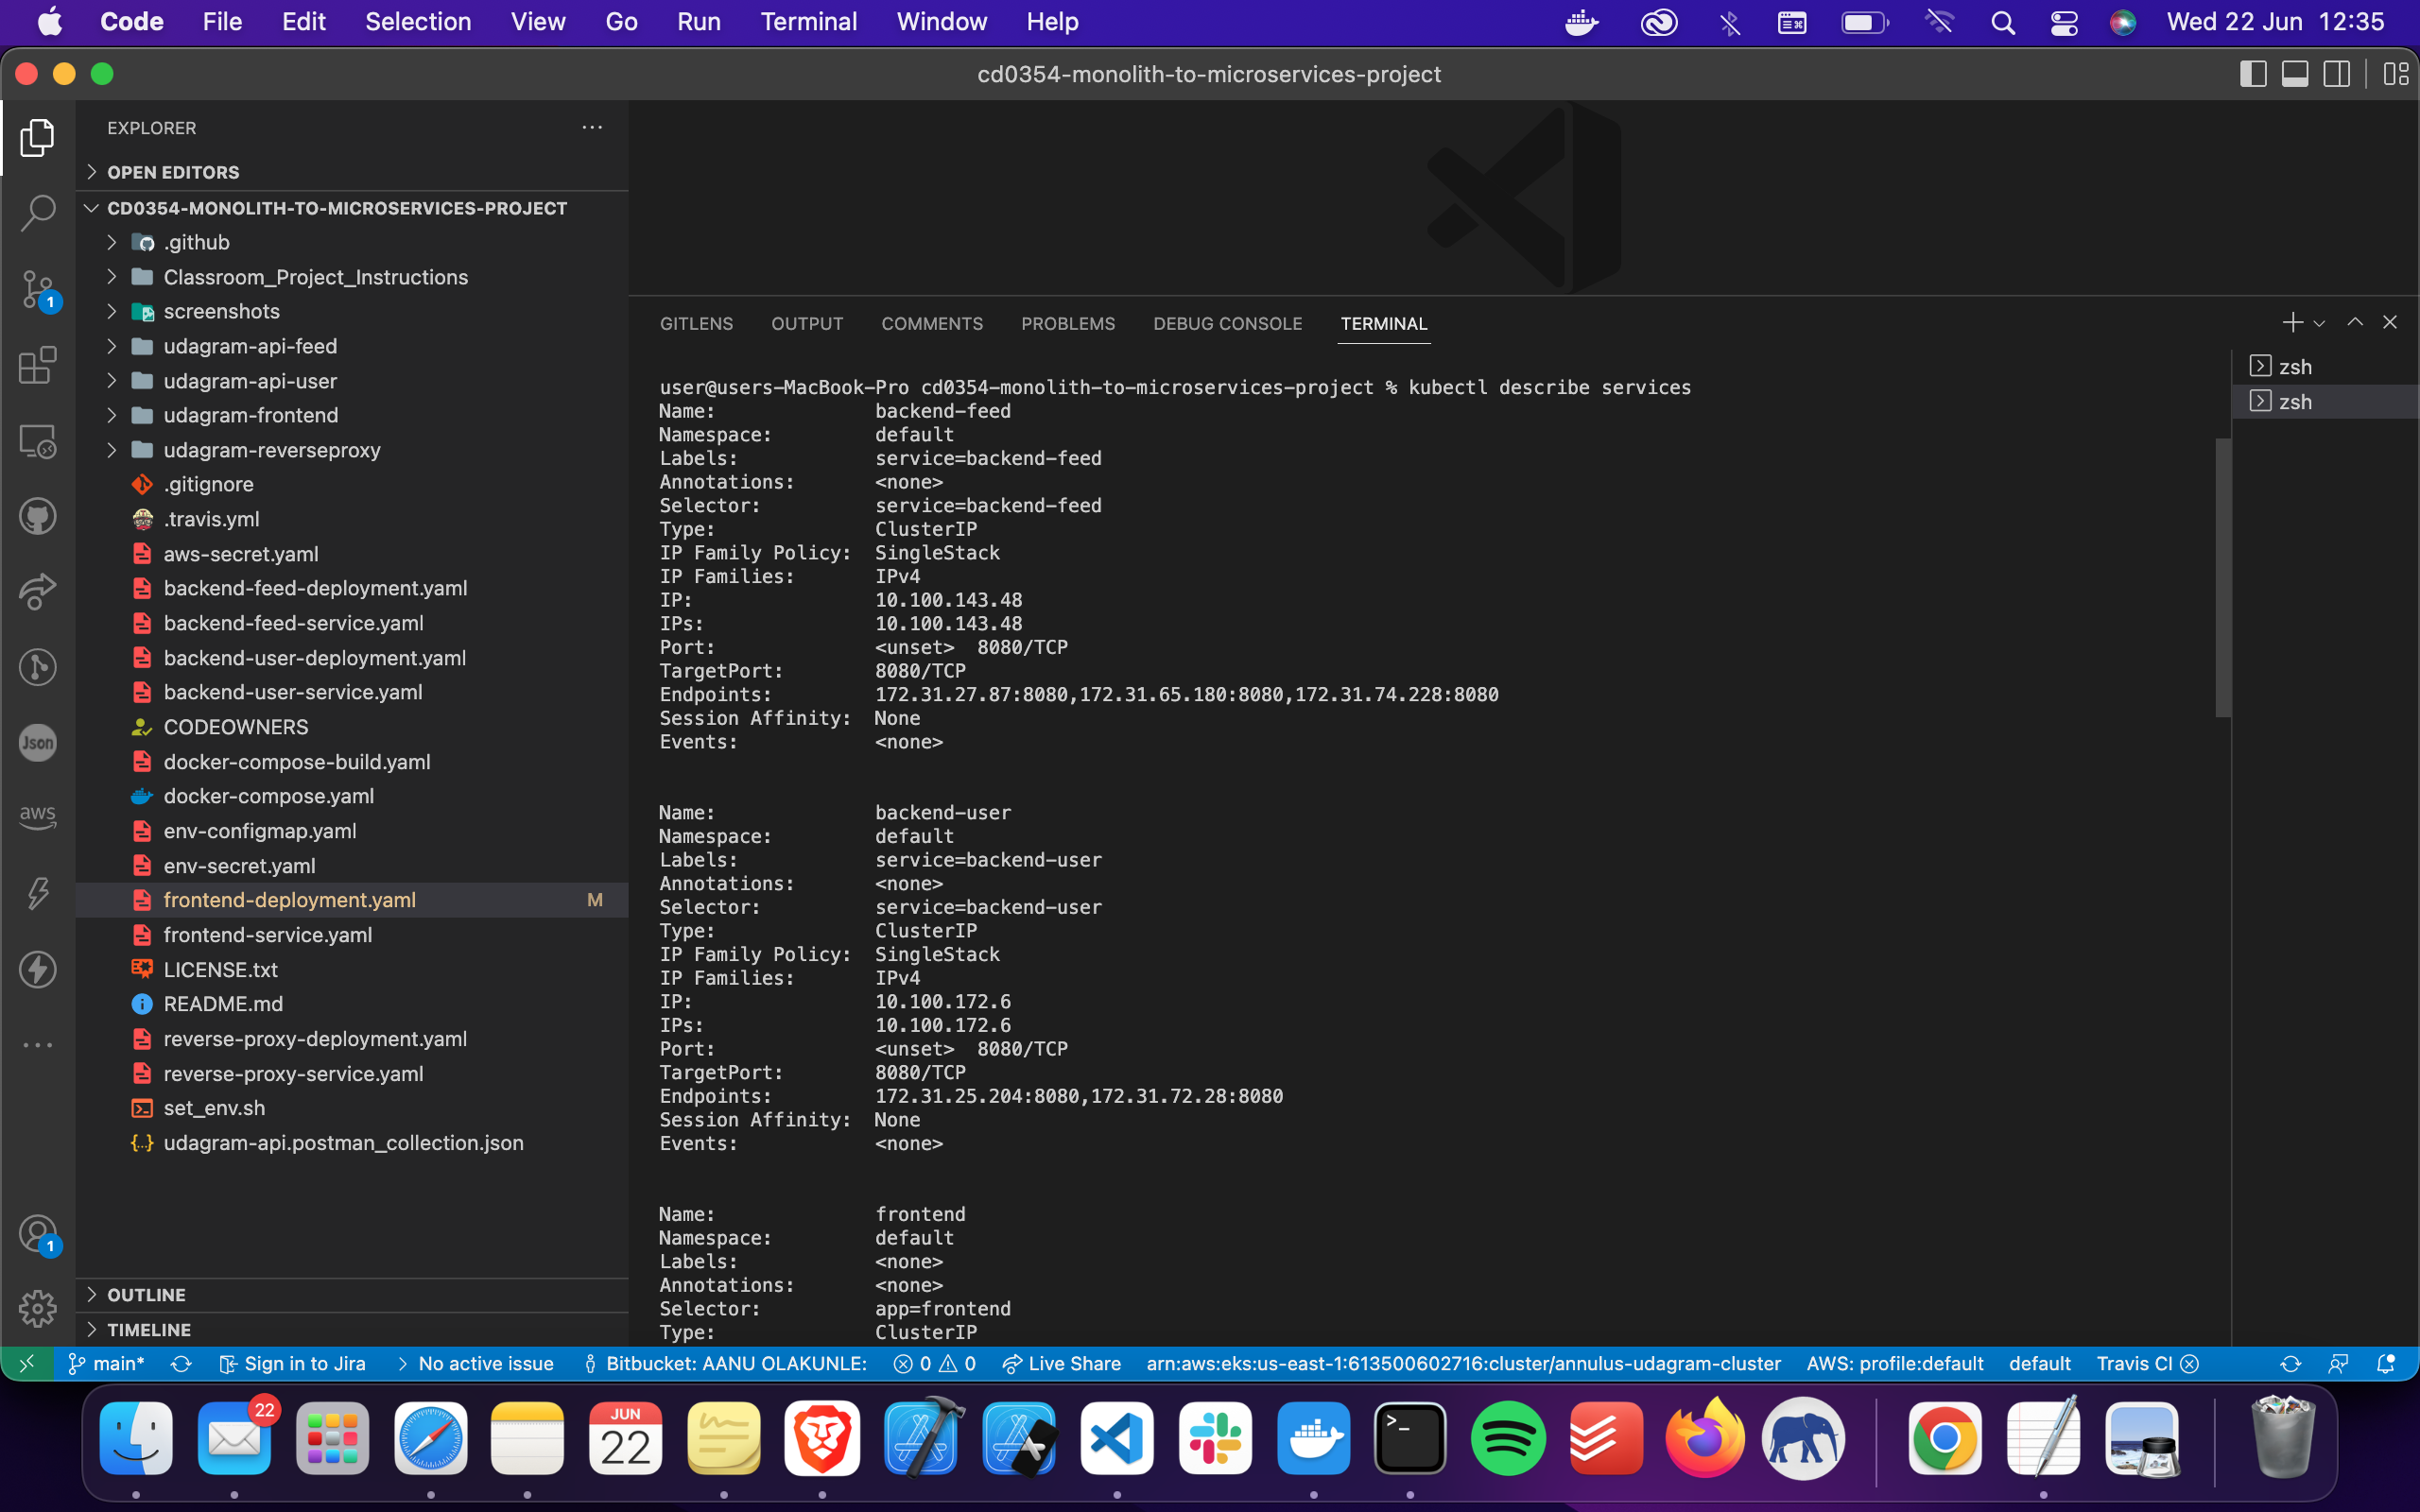 Code File Edit Selection View Go Run Terminal Window Help Wed 22 Jun 12:35
cd0354-monolith-to-microservices-project
EXPLORER
OPEN EDITORS
CD0354-MONOLITH-TO-MICROSERVICES-PROJECT
.github
Classroom_Project_Instructions
screenshots
udagram-api-feed
udagram-api-user
udagram-frontend
udagram-reverseproxy
.gitignore
.travis.yml
aws-secret.yaml
backend-feed-deployment.yaml
backend-feed-service.yaml
backend-user-deployment.yaml
backend-user-service.yaml
CODEOWNERS
docker-compose-build.yaml
docker-compose.yaml
env-configmap.yaml
env-secret.yaml
frontend-deployment.yaml M
frontend-service.yaml
LICENSE.txt
README.md
reverse-proxy-deployment.yaml
reverse-proxy-service.yaml
set_env.sh
udagram-api.postman_collection.json
OUTLINE
TIMELINE
1
Json
aws
1
GITLENS OUTPUT COMMENTS PROBLEMS DEBUG CONSOLE TERMINAL
zsh
zsh
user@users-MacBook-Pro cd0354-monolith-to-microservices-project % kubectl describe services
Name: backend-feed
Namespace: default
Labels: service=backend-feed
Annotations: <none>
Selector: service=backend-feed
Type: ClusterIP
IP Family Policy: SingleStack
IP Families: IPv4
IP: 10.100.143.48
IPs: 10.100.143.48
Port: <unset> 8080/TCP
TargetPort: 8080/TCP
Endpoints: 172.31.27.87:8080,172.31.65.180:8080,172.31.74.228:8080
Session Affinity: None
Events: <none>
Name: backend-user
Namespace: default
Labels: service=backend-user
Annotations: <none>
Selector: service=backend-user
Type: ClusterIP
IP Family Policy: SingleStack
IP Families: IPv4
IP: 10.100.172.6
IPs: 10.100.172.6
Port: <unset> 8080/TCP
TargetPort: 8080/TCP
Endpoints: 172.31.25.204:8080,172.31.72.28:8080
Session Affinity: None
Events: <none>
Name: frontend
Namespace: default
Labels: <none>
Annotations: <none>
Selector: app=frontend
Type: ClusterIP
main* Sign in to Jira No active issue Bitbucket: AANU OLAKUNLE: 0 0 Live Share arn:aws:eks:us-east-1:613500602716:cluster/annulus-udagram-cluster AWS: profile:default default Travis CI
22
JUN
22